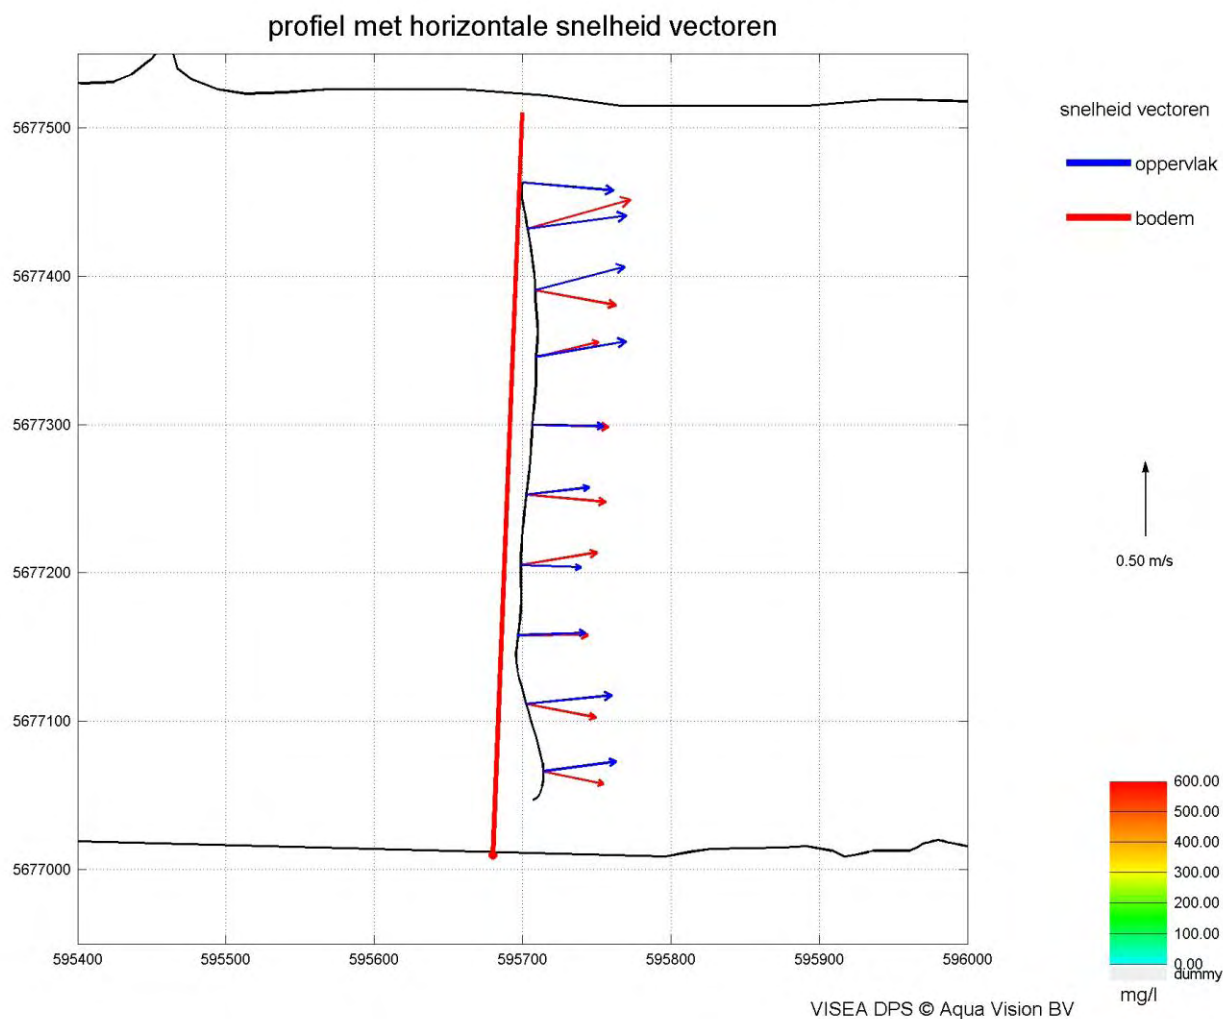 profiel met horizontale snelheid vectoren
snelheid vectoren
oppervlak
bodem
0.50 m/s
5677500
5677400
5677300
5677200
5677100
5677000
595400 595500 595600 595700 595800 595900 596000
600.00
500.00
400.00
300.00
200.00
100.00
0.00
dummy
mg/l
VISEA DPS © Aqua Vision BV